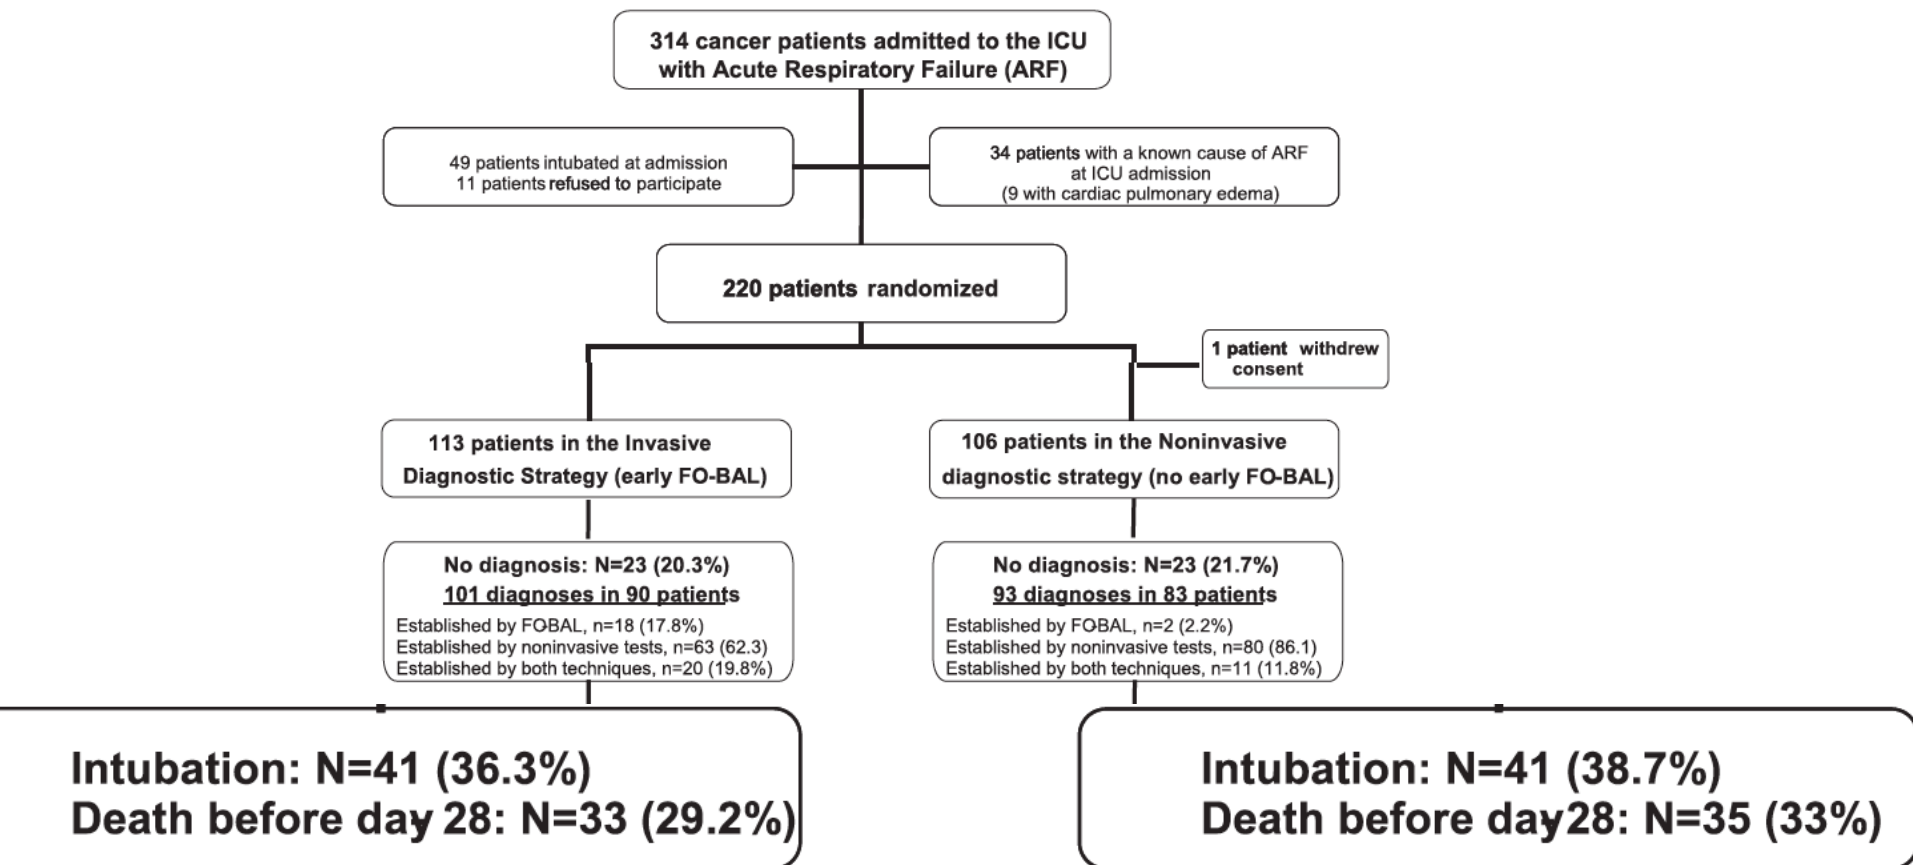 314 cancer patients admitted to the ICU
with Acute Respiratory Failure (ARF)
49 patients intubated at admission
11 patients refused to participate
34 patients with a known cause of ARF
at ICU admission
(9 with cardiac pulmonary edema)
220 patients randomized
1 patient withdrew
consent
113 patients in the Invasive
Diagnostic Strategy (early FO-BAL)
106 patients in the Noninvasive
diagnostic strategy (no early FO-BAL)
No diagnosis: N=23 (20.3%)
101 diagnoses in 90 patients
Established by FOBAL, n=18 (17.8%)
Established by noninvasive tests, n=63 (62.3)
Established by both techniques, n=20 (19.8%)
No diagnosis: N=23 (21.7%)
93 diagnoses in 83 patients
Established by FOBAL, n=2 (2.2%)
Established by noninvasive tests, n=80 (86.1)
Established by both techniques, n=11 (11.8%)
Intubation: N=41 (36.3%)
Death before day 28: N=33 (29.2%)
Intubation: N=41 (38.7%)
Death before day28: N=35 (33%)